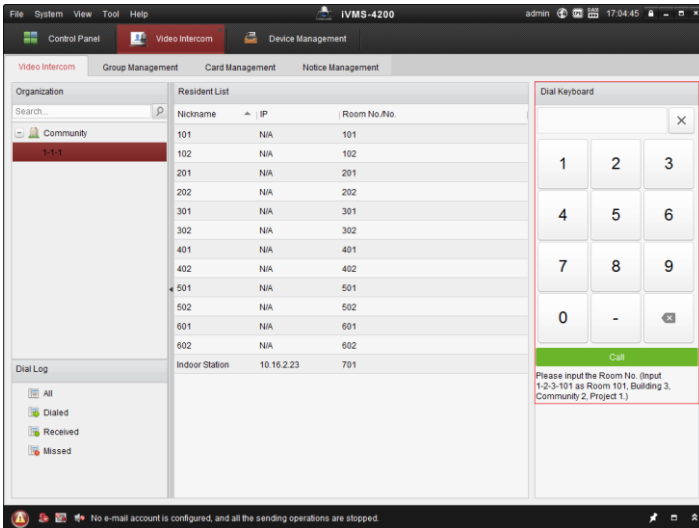 File System View Tool Help iVMS-4200 admin 17:04:45
Control Panel Video Intercom Device Management
Video Intercom Group Management Card Management Notice Management
Organization
Search...
Community
1-1-1
Resident List
Nickname IP Room No./No.
101 N/A 101
102 N/A 102
201 N/A 201
202 N/A 202
301 N/A 301
302 N/A 302
401 N/A 401
402 N/A 402
501 N/A 501
502 N/A 502
601 N/A 601
602 N/A 602
Indoor Station 10.16.2.23 701
Dial Keyboard
1 2 3
4 5 6
7 8 9
0 -
Call
Please input the Room No. (Input
1-2-3-101 as Room 101, Building 3,
Community 2, Project 1.)
Dial Log
All
Dialed
Received
Missed
No e-mail account is configured, and all the sending operations are stopped.